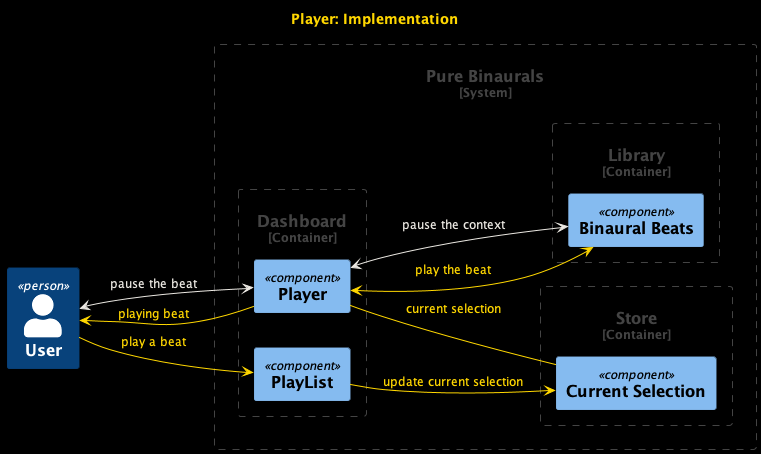 Player: Implementation
Pure Binaurals
[System]
Library
[Container]
«component»
Binaural Beats
Dashboard
[Container]
pause the context
«component»
Player
play the beat
«person»
User
pause the beat
playing beat
play a beat
current selection
Store
[Container]
«component»
PlayList
update current selection
«component»
Current Selection